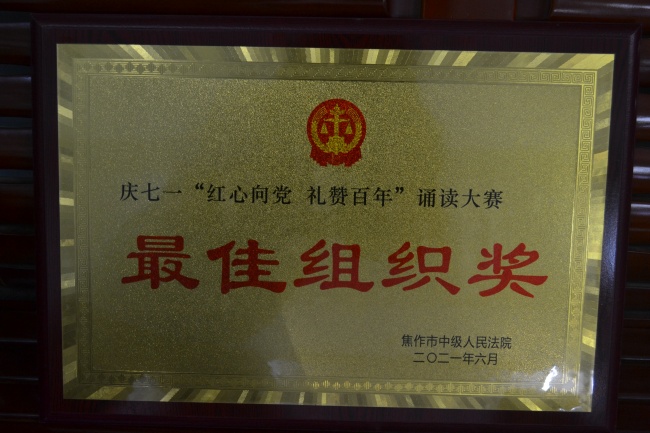 庆七一“红心向党 礼赞百年”诵读大赛
最佳组织奖
焦作市中级人民法院
二〇二一年六月